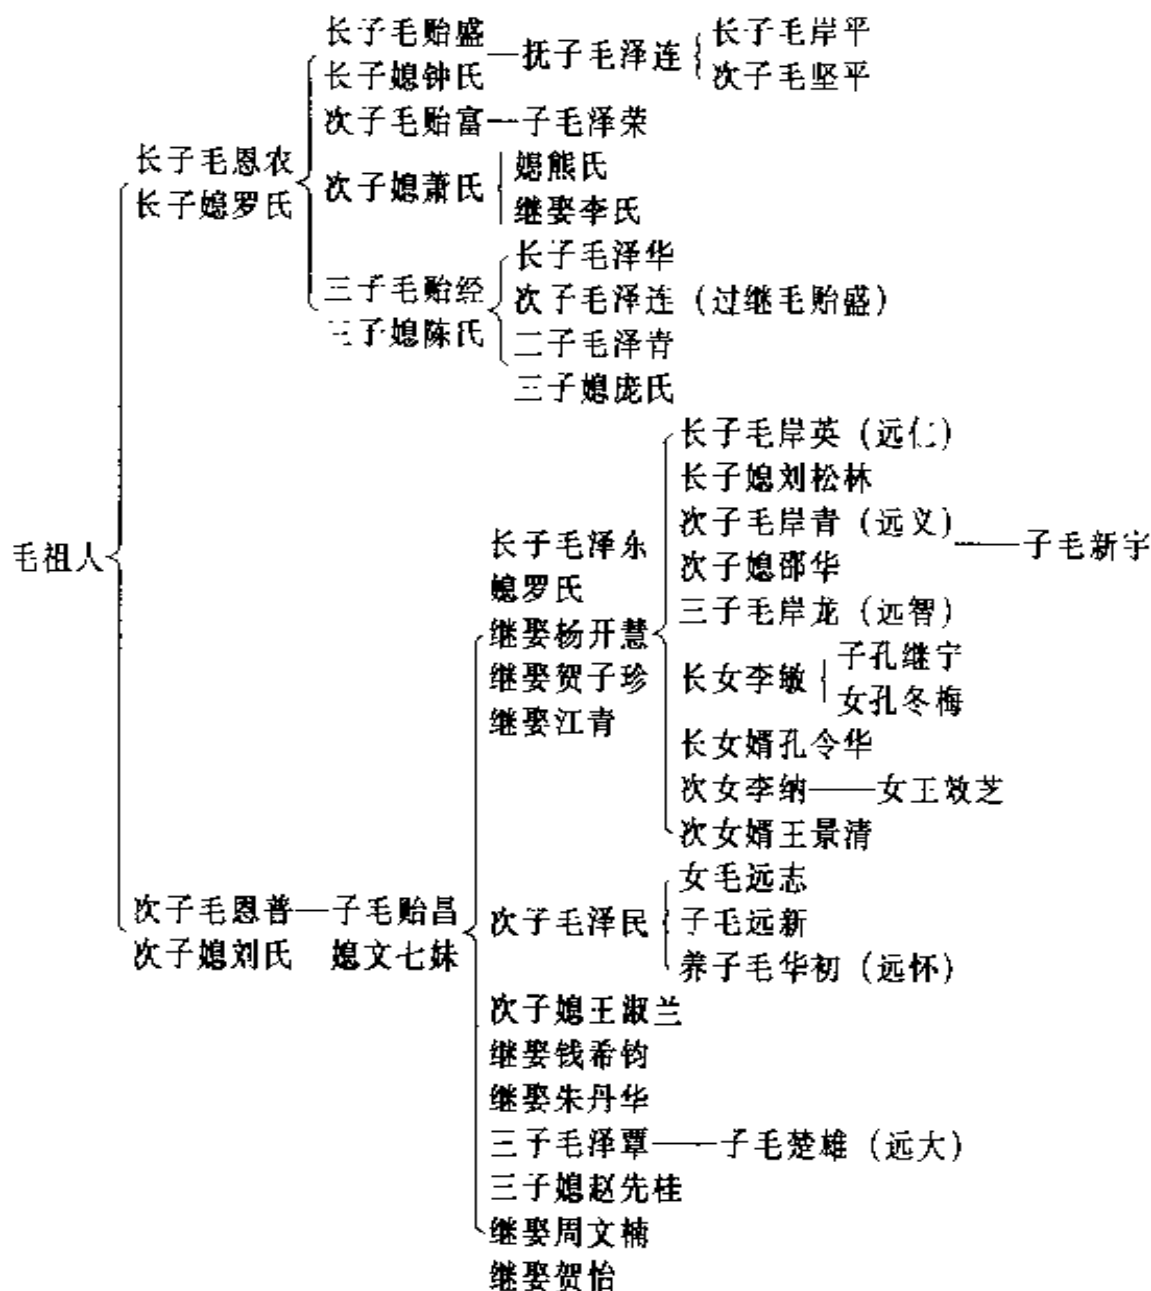 长子毛贻盛
长子媳钟氏
抚子毛泽连
长子毛岸平
次子毛坚平
次子毛贻富
子毛泽荣
长子毛恩农
长子媳罗氏
次子媳萧氏
媳熊氏
继娶李氏
三子毛贻经
三子媳陈氏
长子毛泽华
次子毛泽连（过继毛贻盛）
二子毛泽青
三子媳庞氏
毛祖人
长子毛泽东
媳罗氏
继娶杨开慧
继娶贺子珍
继娶江青
长子毛岸英（远仁）
长子媳刘松林
次子毛岸青（远义）
次子媳邵华
子毛新宇
三子毛岸龙（远智）
长女李敏
子孔继宁
女孔冬梅
长女婿孔令华
次女李纳——女王效芝
次女婿王景清
次子毛恩普
次子媳刘氏
子毛贻昌
媳文七妹
次子毛泽民
女毛远志
子毛远新
养子毛华初（远怀）
次子媳王淑兰
继娶钱希钧
继娶朱丹华
三子毛泽覃——子毛楚雄（远大）
三子媳赵先桂
继娶周文楠
继娶贺怡